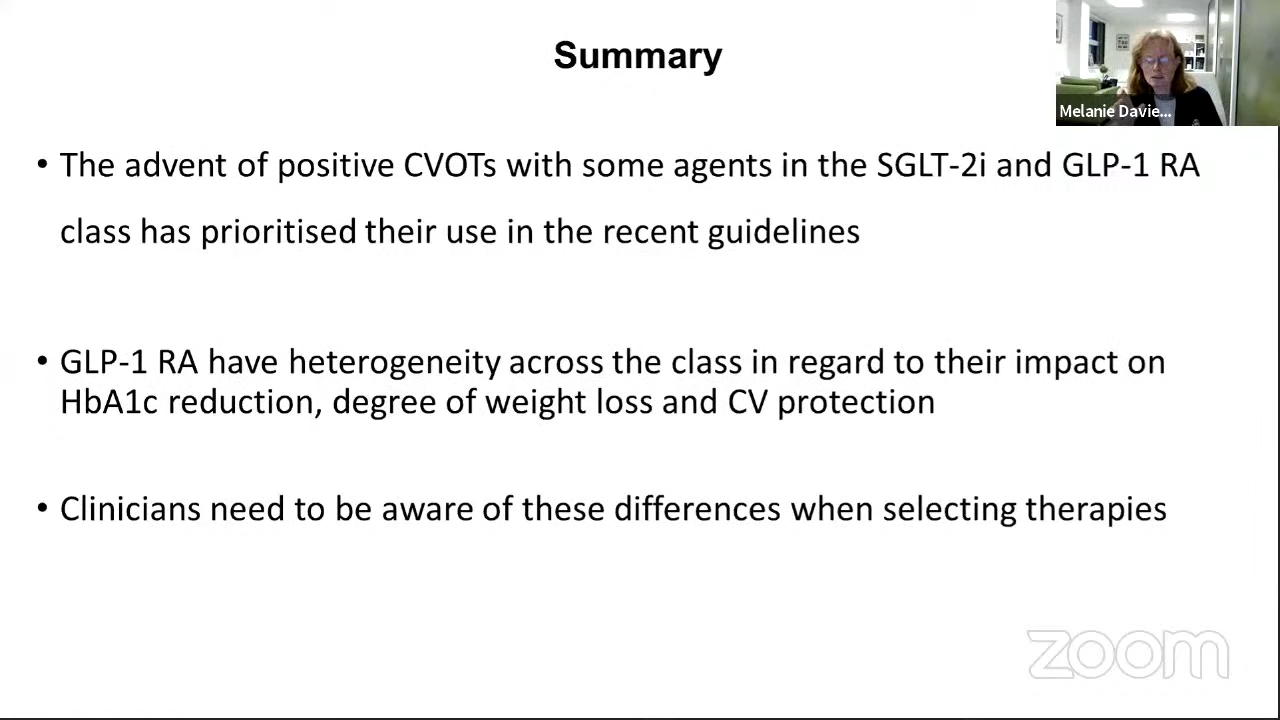 Summary
Melanie Davie...
• The advent of positive CVOTs with some agents in the SGLT-2i and GLP-1 RA
class has prioritised their use in the recent guidelines
• GLP-1 RA have heterogeneity across the class in regard to their impact on
HbA1c reduction, degree of weight loss and CV protection
• Clinicians need to be aware of these differences when selecting therapies
zoom